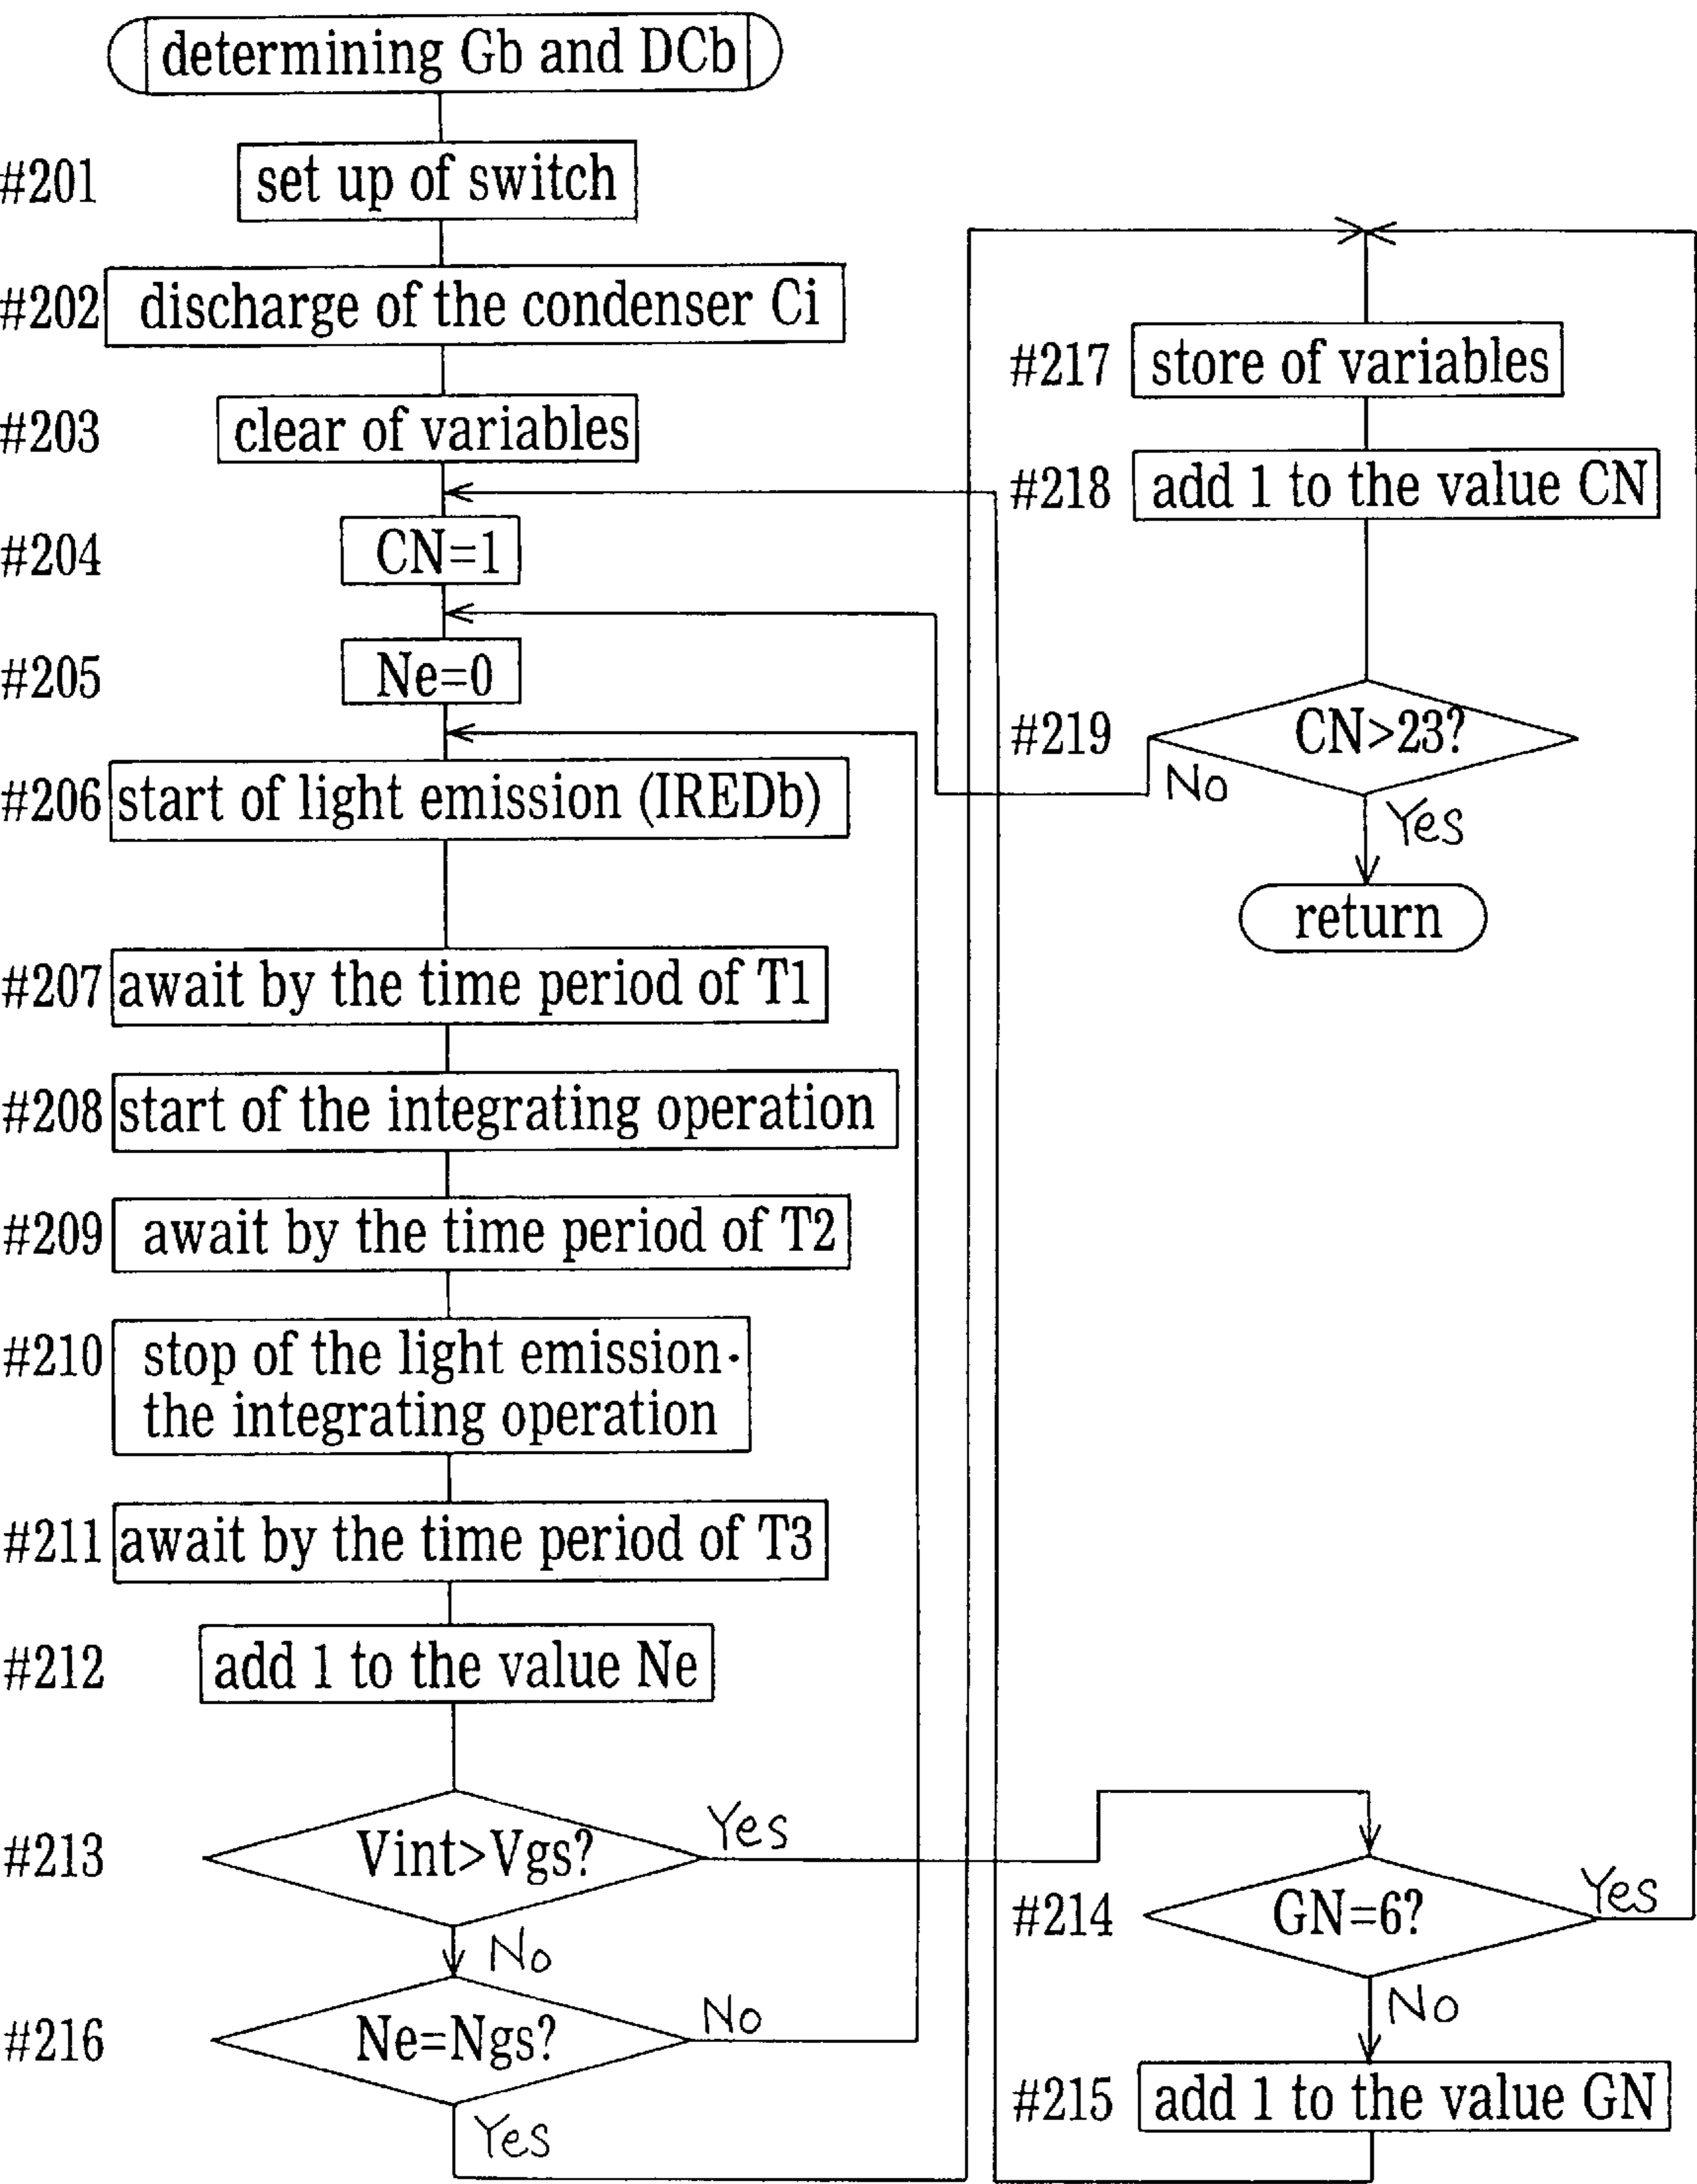 determining Gb and DCb
#201 set up of switch
#202 discharge of the condenser Ci
#203 clear of variables
#204 CN=1
#205 Ne=0
#206 start of light emission (IREDb)
#207 await by the time period of T1
#208 start of the integrating operation
#209 await by the time period of T2
#210 stop of the light emission·
the integrating operation
#211 await by the time period of T3
#212 add 1 to the value Ne
#213 Vint>Vgs? Yes
No
#216 Ne=Ngs? No
Yes
#217 store of variables
#218 add 1 to the value CN
#219 CN>23?
No
Yes
return
#214 GN=6? Yes
No
#215 add 1 to the value GN